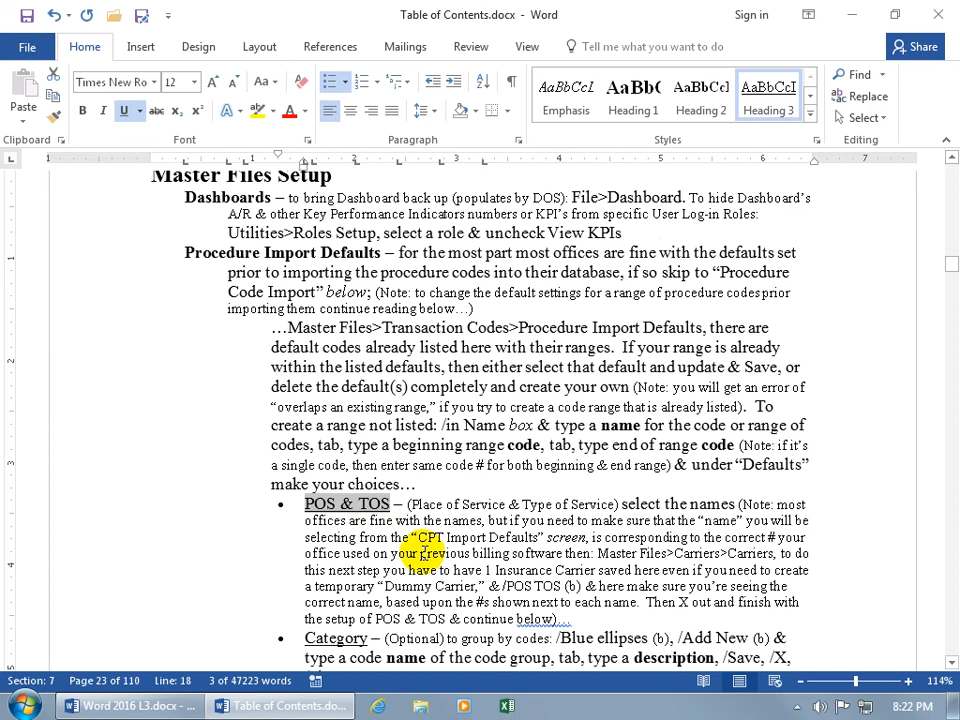 Table of Contents.docx - Word
Sign in
File Home Insert Design Layout References Mailings Review View Tell me what you want to do Share
Times New Ro 12 Aa
Find
Paste
B I U abc x₂ x² A A
AaBbCcI AaBb( AaBbCc] AaBbCcI
Replace
Emphasis Heading 1 Heading 2 Heading 3
Select
Clipboard Font Paragraph Styles Editing
1 1 2 3 4 5 6 7
Master Files Setup
Dashboards – to bring Dashboard back up (populates by DOS): File>Dashboard. To hide Dashboard's
A/R & other Key Performance Indicators numbers or KPI's from specific User Log-in Roles:
Utilities>Roles Setup, select a role & uncheck View KPIs
Procedure Import Defaults – for the most part most offices are fine with the defaults set
prior to importing the procedure codes into their database, if so skip to “Procedure
Code Import” below; (Note: to change the default settings for a range of procedure codes prior
importing them continue reading below…)
…Master Files>Transaction Codes>Procedure Import Defaults, there are
default codes already listed here with their ranges. If your range is already
within the listed defaults, then either select that default and update & Save, or
delete the default(s) completely and create your own (Note: you will get an error of
“overlaps an existing range,” if you try to create a code range that is already listed). To
create a range not listed: /in Name box & type a name for the code or range of
codes, tab, type a beginning range code, tab, type end of range code (Note: if it's
a single code, then enter same code # for both beginning & end range) & under “Defaults”
make your choices…
• POS & TOS – (Place of Service & Type of Service) select the names (Note: most
offices are fine with the names, but if you need to make sure that the “name” you will be
selecting from the “CPT Import Defaults” screen, is corresponding to the correct # your
office used on your previous billing software then: Master Files>Carriers>Carriers, to do
this next step you have to have 1 Insurance Carrier saved here even if you need to create
a temporary “Dummy Carrier,” & /POS TOS (b) & here make sure you're seeing the
correct name, based upon the #s shown next to each name. Then X out and finish with
the setup of POS & TOS & continue below)…
• Category – (Optional) to group by codes: /Blue ellipses (b), /Add New (b) &
type a code name of the code group, tab, type a description, /Save, /X,
Section: 7 Page 23 of 110 Line: 18 3 of 47223 words 114%
Word 2016 L3.docx - ... Table of Contents.do... 8:22 PM